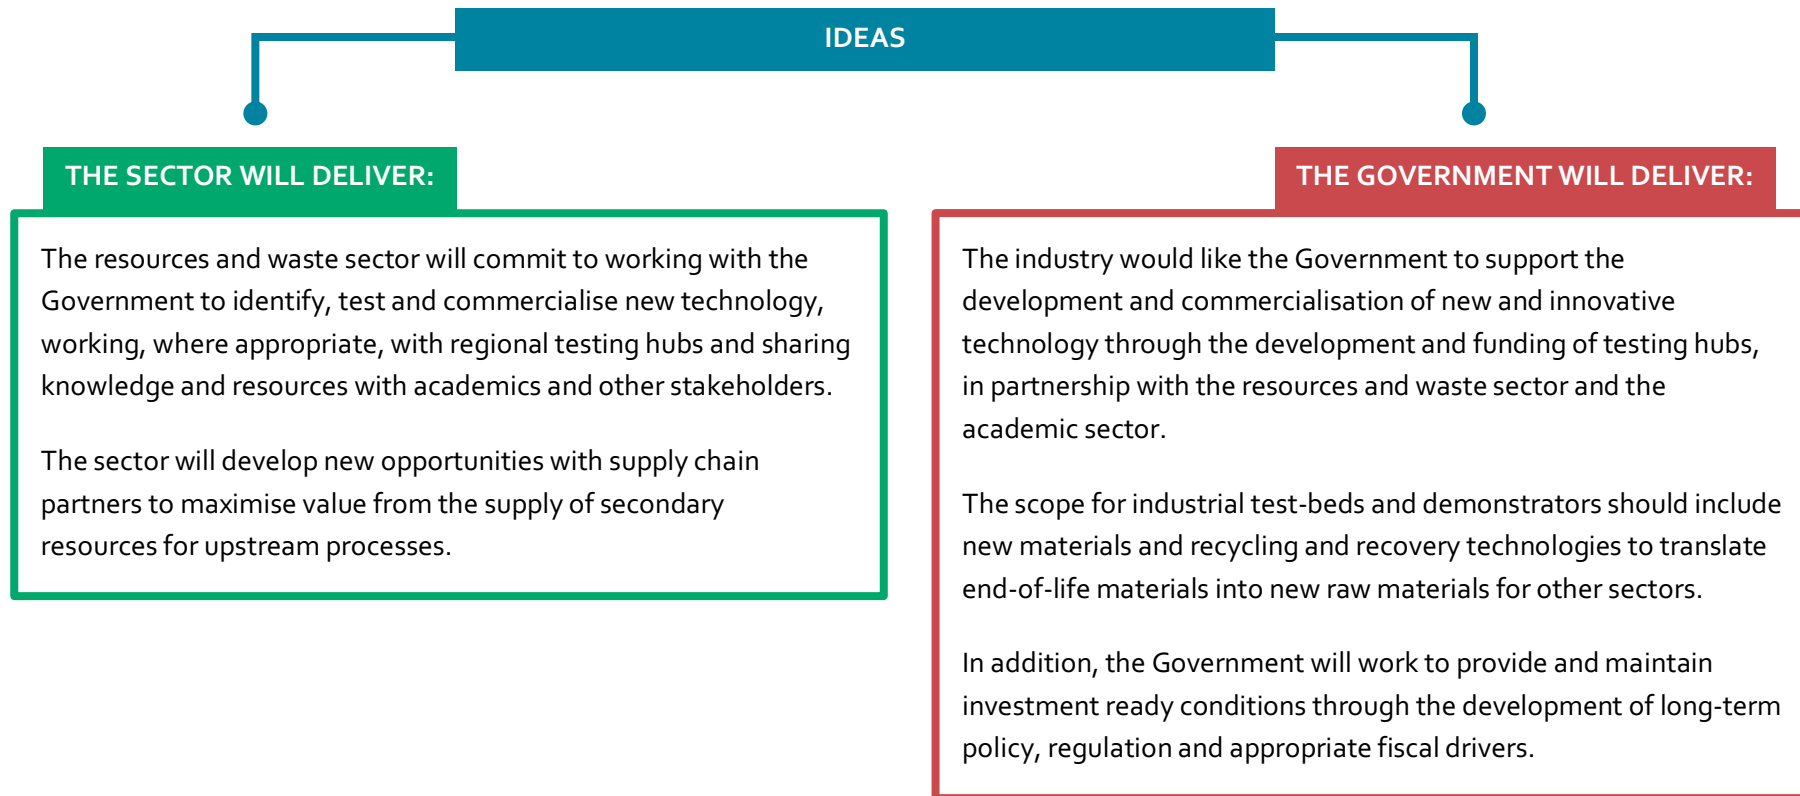 IDEAS
THE SECTOR WILL DELIVER:
The resources and waste sector will commit to working with the
Government to identify, test and commercialise new technology,
working, where appropriate, with regional testing hubs and sharing
knowledge and resources with academics and other stakeholders.
The sector will develop new opportunities with supply chain
partners to maximise value from the supply of secondary
resources for upstream processes.
THE GOVERNMENT WILL DELIVER:
The industry would like the Government to support the
development and commercialisation of new and innovative
technology through the development and funding of testing hubs,
in partnership with the resources and waste sector and the
academic sector.
The scope for industrial test-beds and demonstrators should include
new materials and recycling and recovery technologies to translate
end-of-life materials into new raw materials for other sectors.
In addition, the Government will work to provide and maintain
investment ready conditions through the development of long-term
policy, regulation and appropriate fiscal drivers.